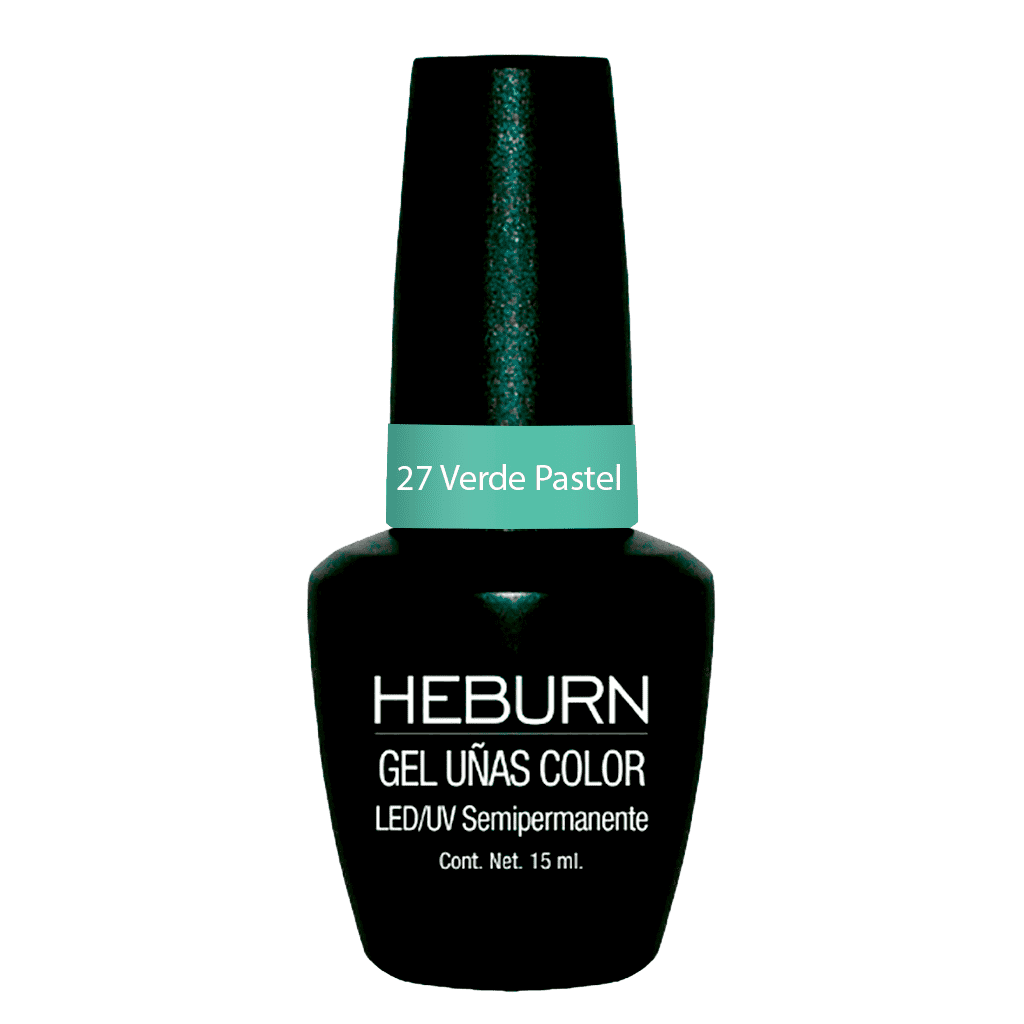 27 Verde Pastel
HEBURN
GEL UÑAS COLOR
LED/UV Semipermanente
Cont. Net. 15 ml.